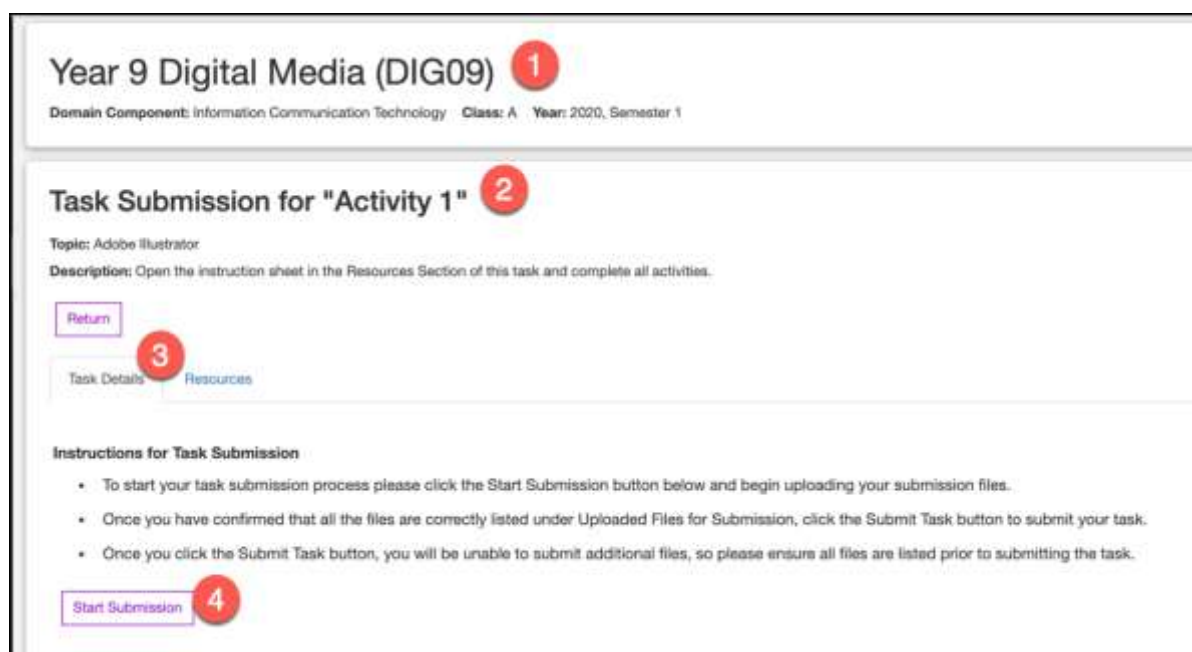 Year 9 Digital Media (DIG09) 1
Domain Component: Information Communication Technology Class: A Year: 2020, Semester 1
Task Submission for "Activity 1" 2
Topic: Adobe Illustrator
Description: Open the instruction sheet in the Resources Section of this task and complete all activities.
Return
3
Task Details Resources
Instructions for Task Submission
• To start your task submission process please click the Start Submission button below and begin uploading your submission files.
• Once you have confirmed that all the files are correctly listed under Uploaded Files for Submission, click the Submit Task button to submit your task.
• Once you click the Submit Task button, you will be unable to submit additional files, so please ensure all files are listed prior to submitting the task.
Start Submission 4